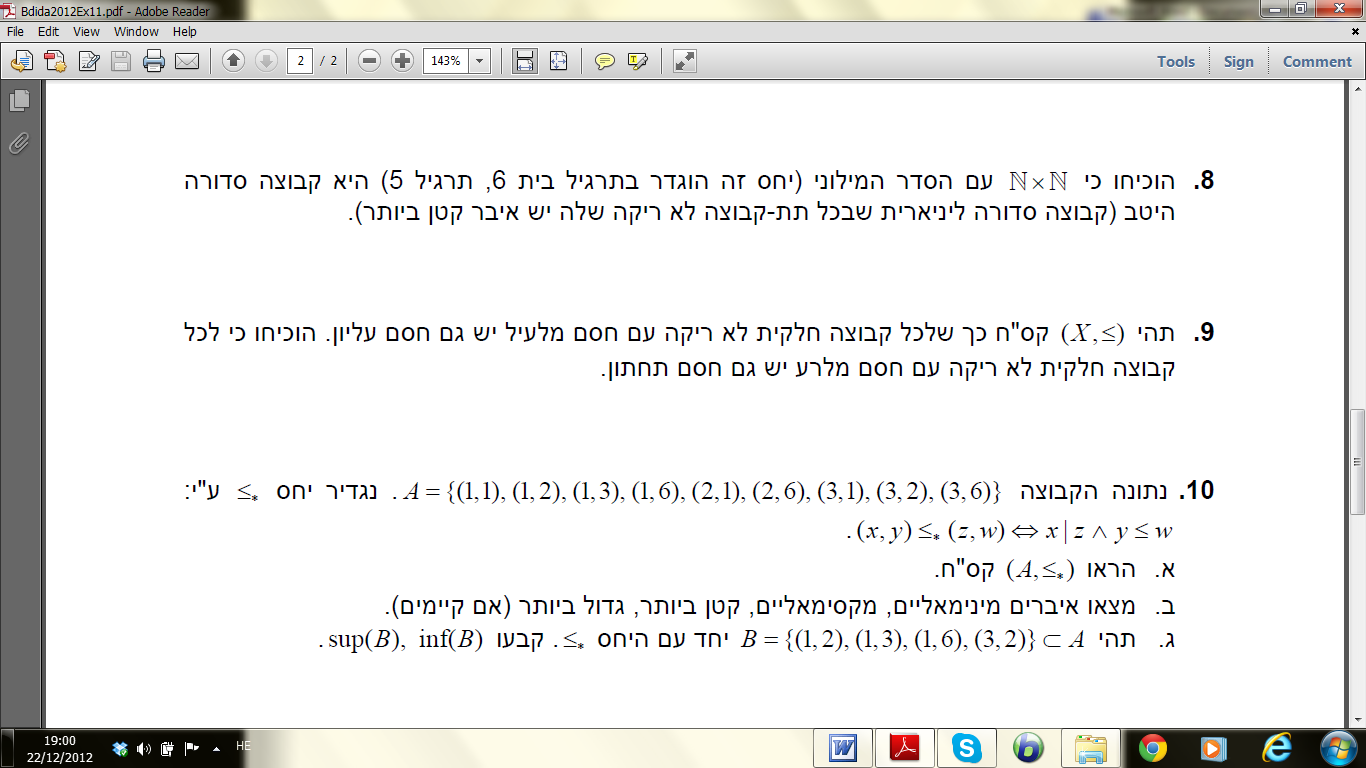 Bdida2012Ex11.pdf - Adobe Reader
File Edit View Window Help
2 / 2 143% Tools Sign Comment
8. הוכיחו כי ℕ×ℕ עם הסדר המילוני (יחס זה הוגדר בתרגיל בית 6, תרגיל 5) היא קבוצה סדורה
היטב (קבוצה סדורה ליניארית שבכל תת-קבוצה לא ריקה שלה יש איבר קטן ביותר).
9. תהי (X,≤) קס"ח כך שלכל קבוצה חלקית לא ריקה עם חסם מלעיל יש גם חסם עליון. הוכיחו כי לכל
קבוצה חלקית לא ריקה עם חסם מלרע יש גם חסם תחתון.
10. נתונה הקבוצה A = {(1,1), (1,2), (1,3), (1,6), (2,1), (2,6), (3,1), (3,2), (3,6)}. נגדיר יחס ≤* ע"י:
(x, y) ≤* (z, w) ⇔ x | z ∧ y ≤ w.
א. הראו (A,≤*) קס"ח.
ב. מצאו איברים מינימאליים, מקסימאליים, קטן ביותר, גדול ביותר (אם קיימים).
ג. תהי B = {(1,2), (1,3), (1,6), (3,2)} ⊂ A יחד עם היחס ≤*. קבעו sup(B), inf(B).
HE 19:00
22/12/2012